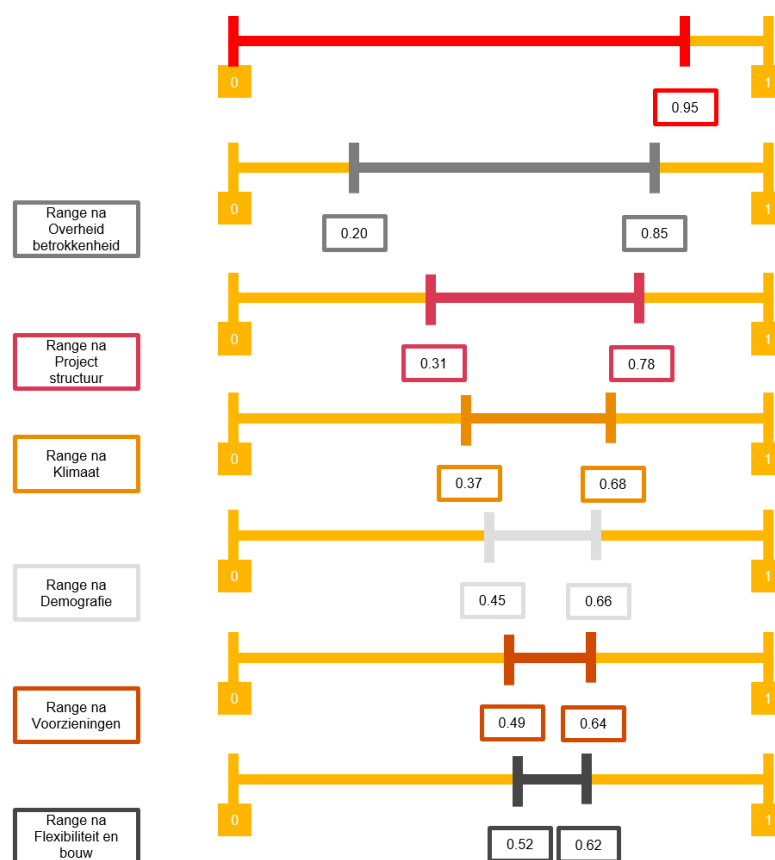 0
1
0.95
0
1
Range na
Overheid
betrokkenheid
0.20
0.85
0
1
Range na
Project
structuur
0.31
0.78
0
1
Range na
Klimaat
0.37
0.68
0
1
Range na
Demografie
0.45
0.66
0
1
Range na
Voorzieningen
0.49
0.64
0
1
Range na
Flexibiliteit en
bouw
0.52
0.62